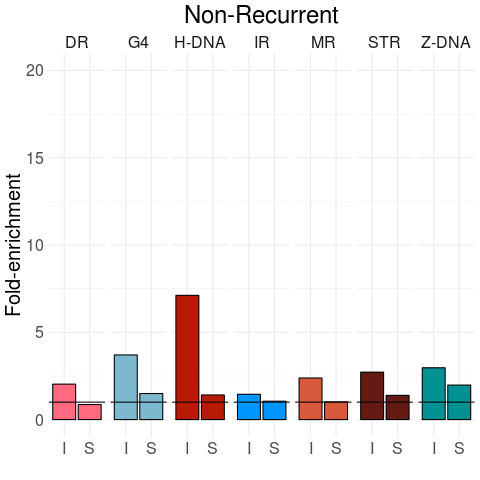 Non-Recurrent
DR G4 H-DNA IR MR STR Z-DNA
Fold-enrichment
20
15
10
5
0
I S I S I S I S I S I S I S